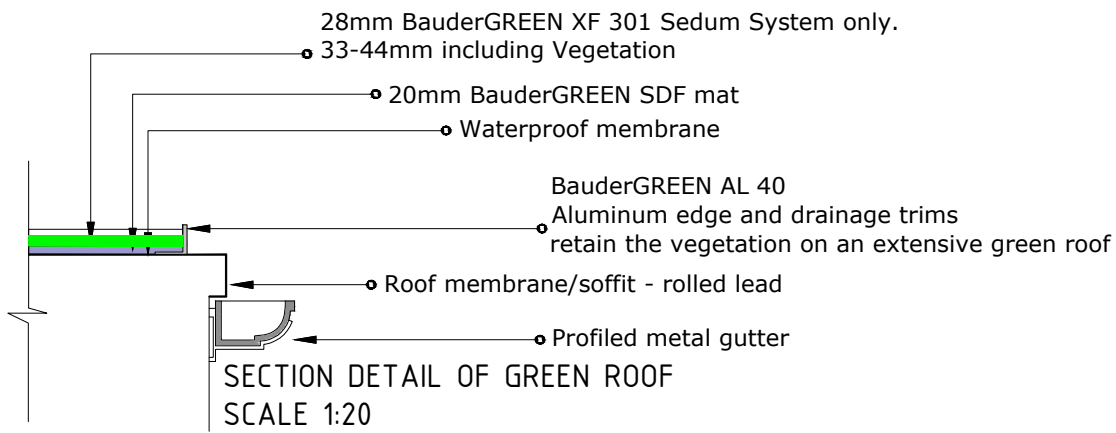 28mm BauderGREEN XF 301 Sedum System only.
33-44mm including Vegetation
20mm BauderGREEN SDF mat
Waterproof membrane
BauderGREEN AL 40
Aluminum edge and drainage trims
retain the vegetation on an extensive green roof
Roof membrane/soffit - rolled lead
Profiled metal gutter
SECTION DETAIL OF GREEN ROOF
SCALE 1:20